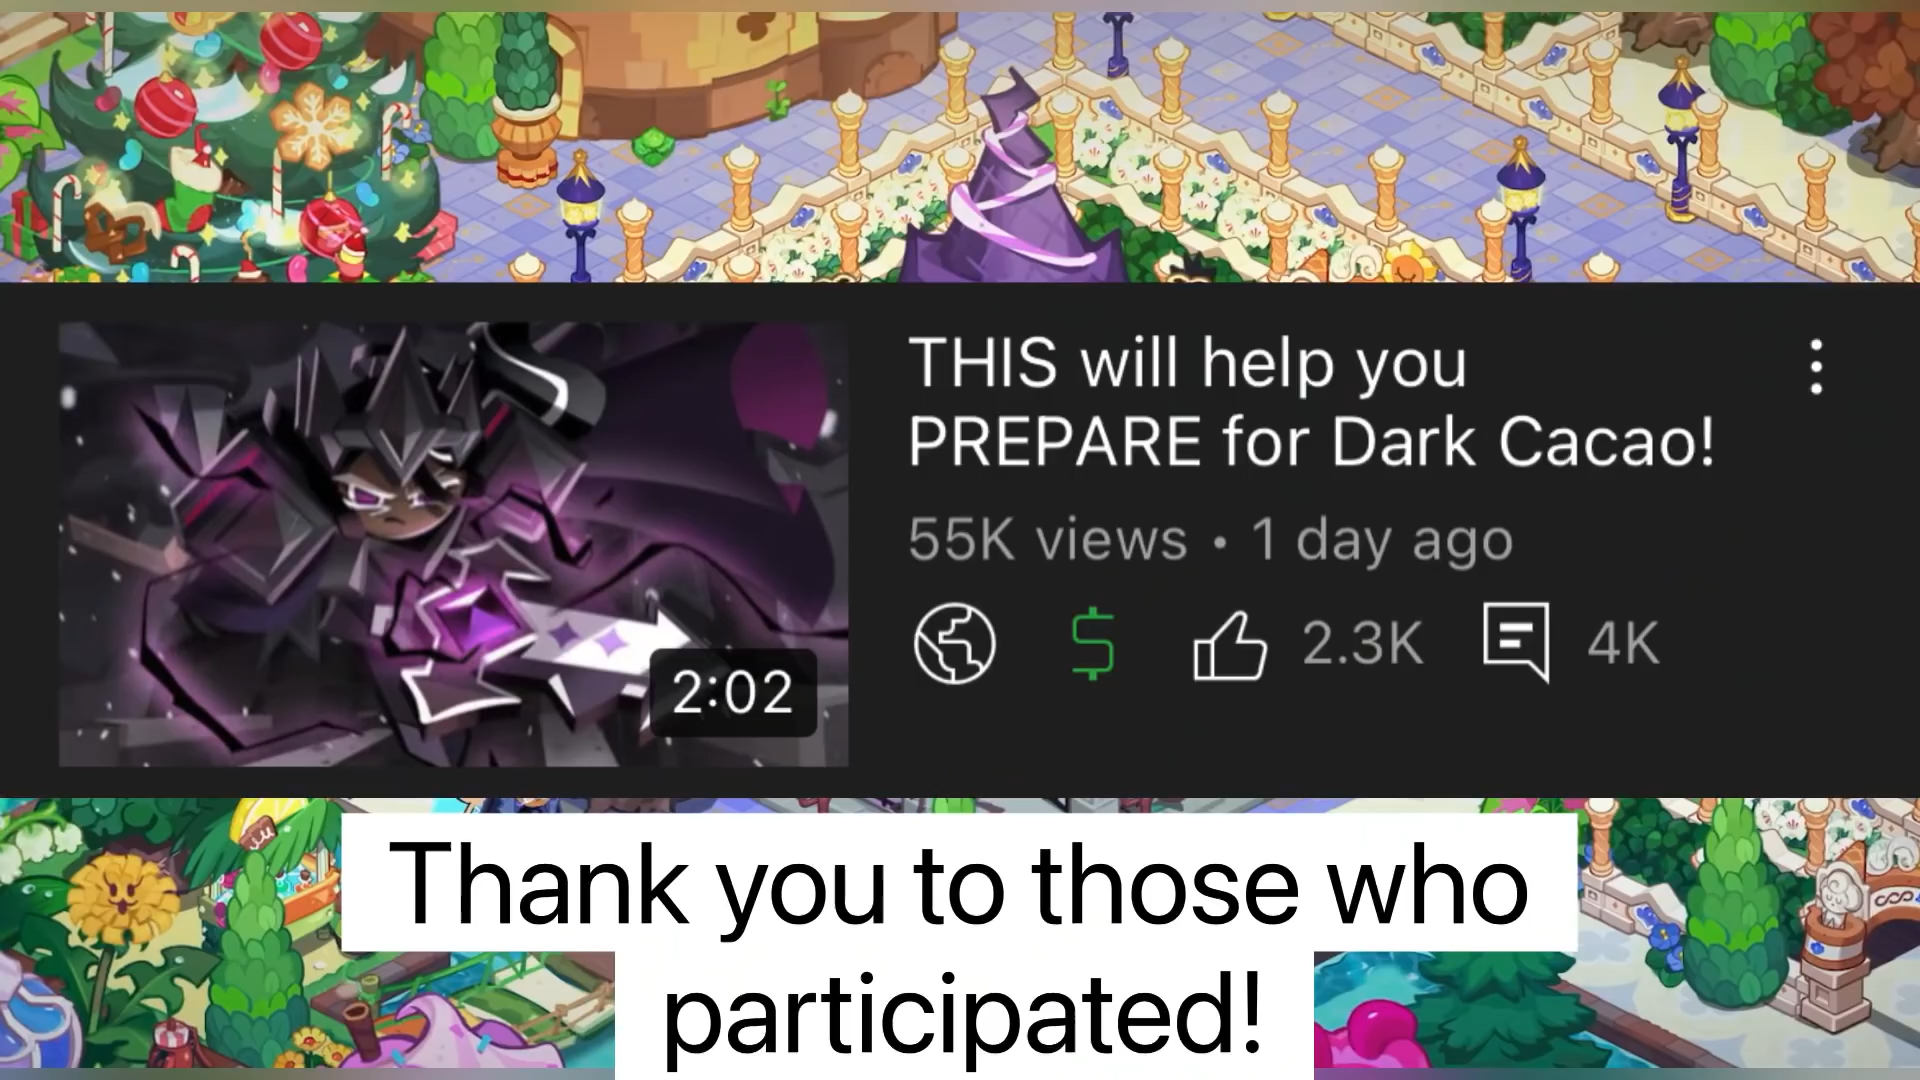 THIS will help you
PREPARE for Dark Cacao!
55K views • 1 day ago
$ 2.3K 4K
2:02
Thank you to those who
participated!